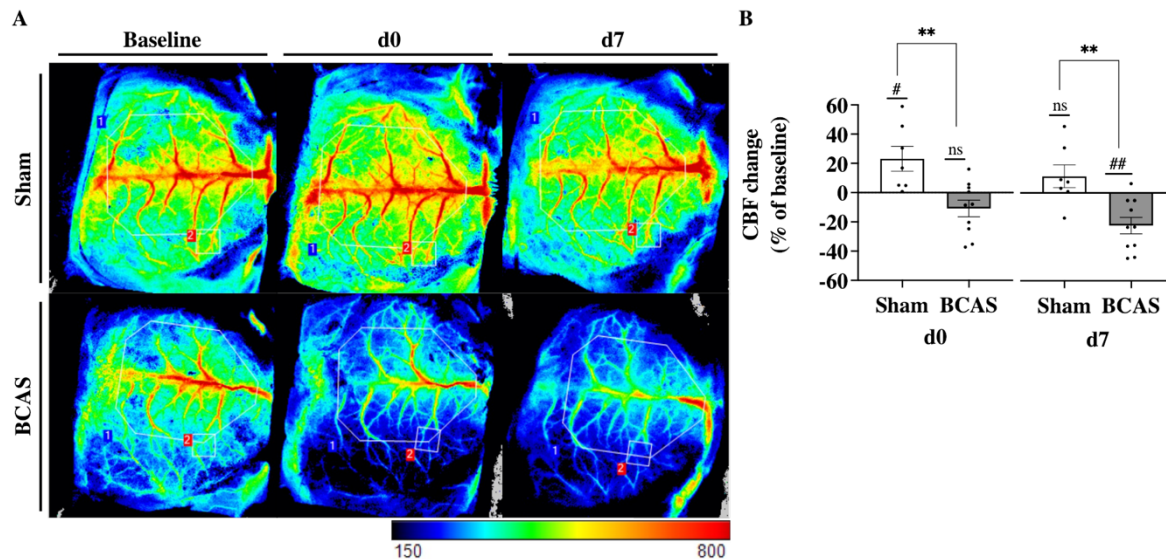 A
Baseline d0 d7
Sham
1
2
1
2
1
2
BCAS
1
2
1
2
1
2
150 800
B
**
**
#
ns
ns
##
CBF change
(% of baseline)
60
40
20
0
-20
-40
-60
Sham BCAS
Sham BCAS
d0
d7